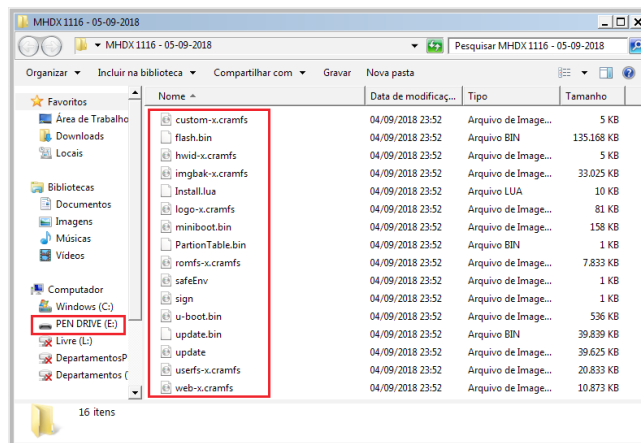 MHDX 1116 - 05-09-2018
MHDX 1116 - 05-09-2018
Pesquisar MHDX 1116 - 05-09-2018
Organizar
Incluir na biblioteca
Compartilhar com
Gravar
Nova pasta
Favoritos
Área de Trabalho
Downloads
Locais
Bibliotecas
Documentos
Imagens
Músicas
Vídeos
Computador
Windows (C:)
PEN DRIVE (E:)
Livre (L:)
DepartamentosP
Departamentos (
Nome Data de modificaç... Tipo Tamanho
custom-x.cramfs 04/09/2018 23:52 Arquivo de Image... 5 KB
flash.bin 04/09/2018 23:52 Arquivo BIN 135.168 KB
hwid-x.cramfs 04/09/2018 23:52 Arquivo de Image... 5 KB
imgbak-x.cramfs 04/09/2018 23:52 Arquivo de Image... 33.025 KB
Install.lua 04/09/2018 23:52 Arquivo LUA 10 KB
logo-x.cramfs 04/09/2018 23:52 Arquivo de Image... 81 KB
miniboot.bin 04/09/2018 23:52 Arquivo de Image... 158 KB
PartionTable.bin 04/09/2018 23:52 Arquivo BIN 1 KB
romfs-x.cramfs 04/09/2018 23:52 Arquivo de Image... 7.833 KB
safeEnv 04/09/2018 23:52 Arquivo de Image... 1 KB
sign 04/09/2018 23:52 Arquivo de Image... 1 KB
u-boot.bin 04/09/2018 23:52 Arquivo de Image... 536 KB
update.bin 04/09/2018 23:52 Arquivo BIN 39.839 KB
update 04/09/2018 23:52 Arquivo de Image... 39.625 KB
userfs-x.cramfs 04/09/2018 23:52 Arquivo de Image... 20.833 KB
web-x.cramfs 04/09/2018 23:52 Arquivo de Image... 10.873 KB
16 itens